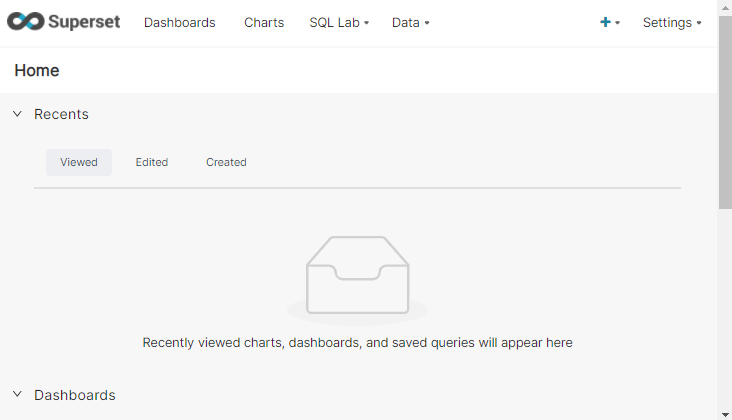 Superset Dashboards Charts SQL Lab Data + Settings
Home
Recents
Viewed Edited Created
Recently viewed charts, dashboards, and saved queries will appear here
Dashboards